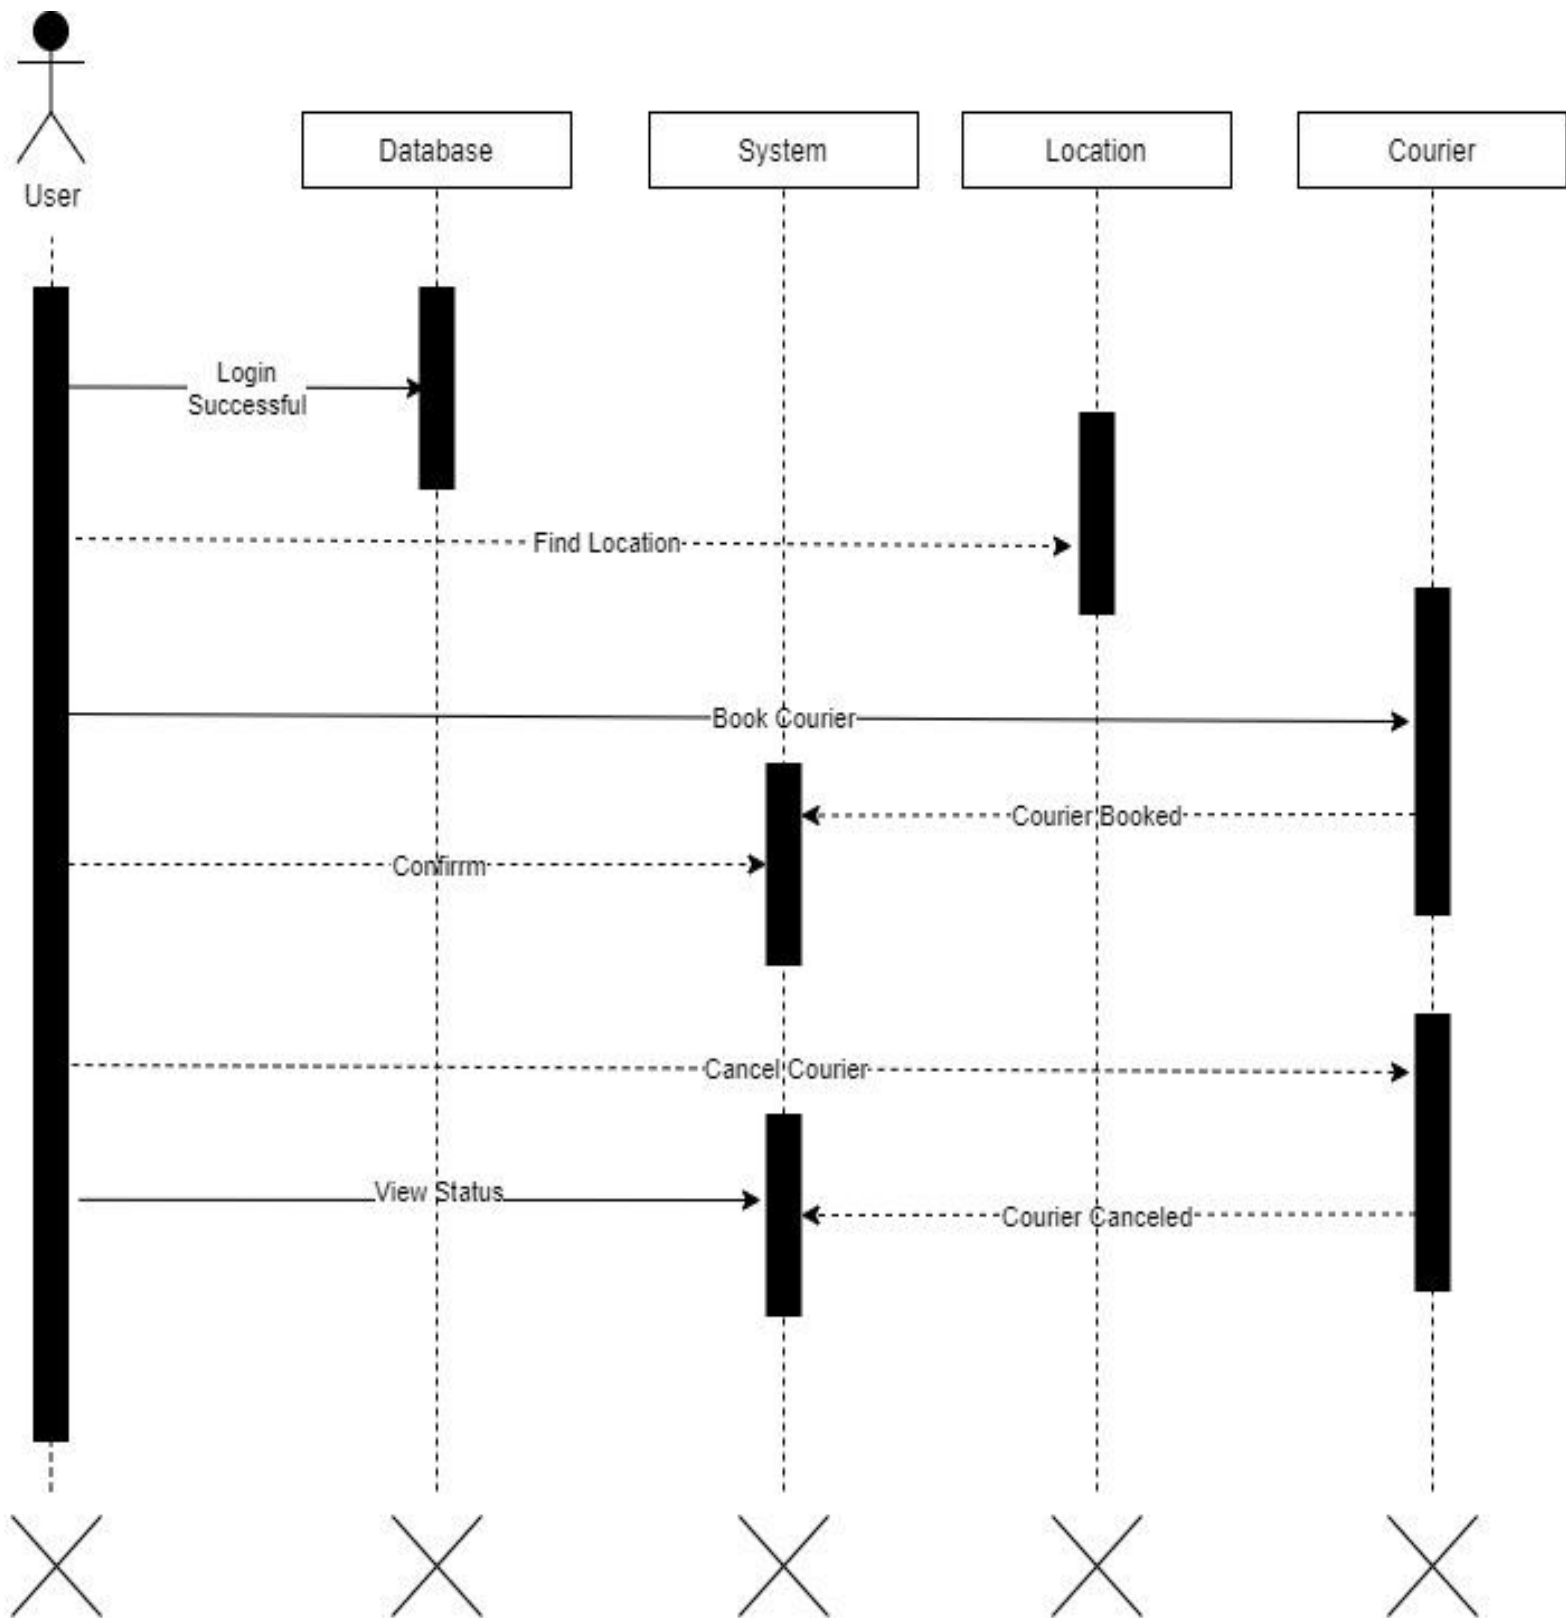 User
Database
System
Location
Courier
Login
Successful
Find Location
Book Courier
Courier Booked
Confirrm
Cancel Courier
View Status
Courier Canceled